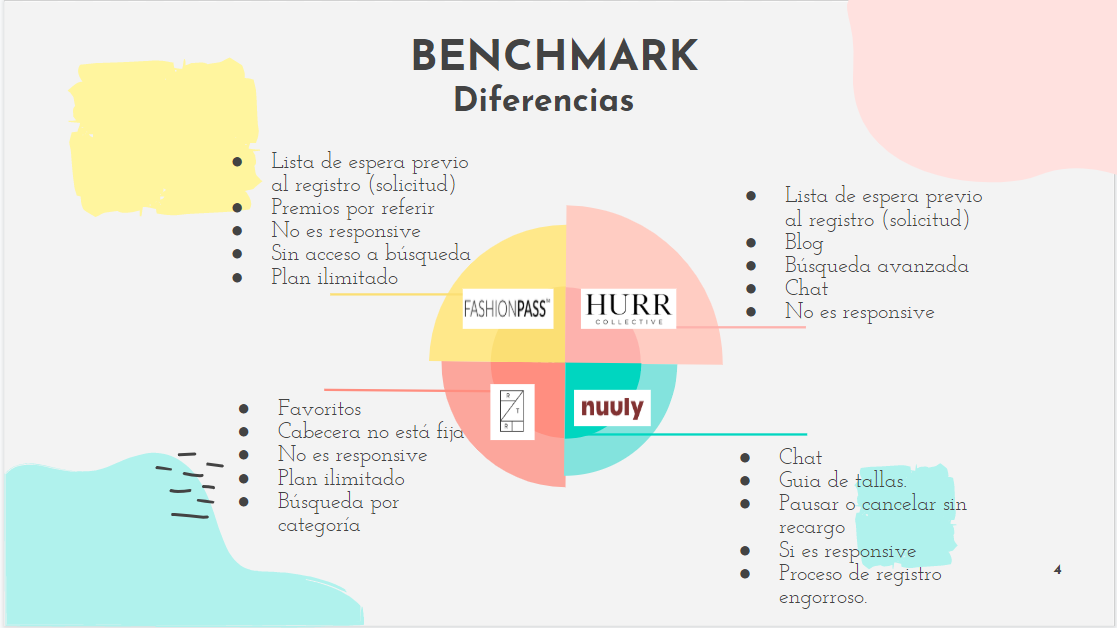 BENCHMARK
Diferencias
● Lista de espera previo
al registro (solicitud)
● Premios por referir
● No es responsive
● Sin acceso a búsqueda
● Plan ilimitado
● Lista de espera previo
al registro (solicitud)
● Blog
● Búsqueda avanzada
● Chat
● No es responsive
FASHIONPASS™
HURR
COLLECTIVE
R
T
R
nuuly
● Favoritos
● Cabecera no está fija
● No es responsive
● Plan ilimitado
● Búsqueda por
categoría
● Chat
● Guia de tallas.
● Pausar o cancelar sin
recargo
● Si es responsive
● Proceso de registro
engorroso.
4